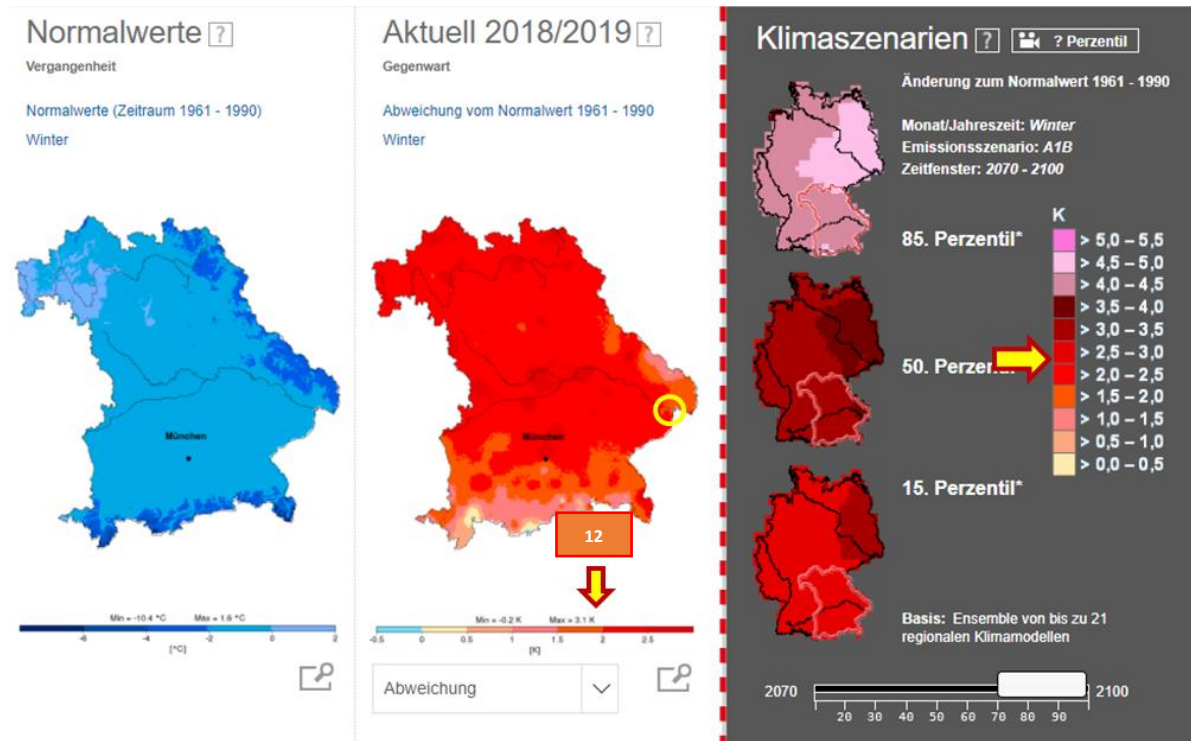 Normalwerte ?
Vergangenheit
Normalwerte (Zeitraum 1961 - 1990)
Winter
München
Min = -10.4 °C Max = 1.6 °C
-6 -4 -2 0 2
[°C]
Aktuell 2018/2019 ?
Gegenwart
Abweichung vom Normalwert 1961 - 1990
Winter
München
12
Min = -0.2 K Max = 3.1 K
-0.5 0 0.5 1 1.5 2 2.5
[K]
Abweichung
Klimaszenarien ? ? Perzentil
Änderung zum Normalwert 1961 - 1990
Monat/Jahreszeit: Winter
Emissionsszenario: A1B
Zeitfenster: 2070 - 2100
85. Perzentil*
50. Perzentil*
15. Perzentil*
K
> 5,0 – 5,5
> 4,5 – 5,0
> 4,0 – 4,5
> 3,5 – 4,0
> 3,0 – 3,5
> 2,5 – 3,0
> 2,0 – 2,5
> 1,5 – 2,0
> 1,0 – 1,5
> 0,5 – 1,0
> 0,0 – 0,5
Basis: Ensemble von bis zu 21
regionalen Klimamodellen
2070 2100
20 30 40 50 60 70 80 90